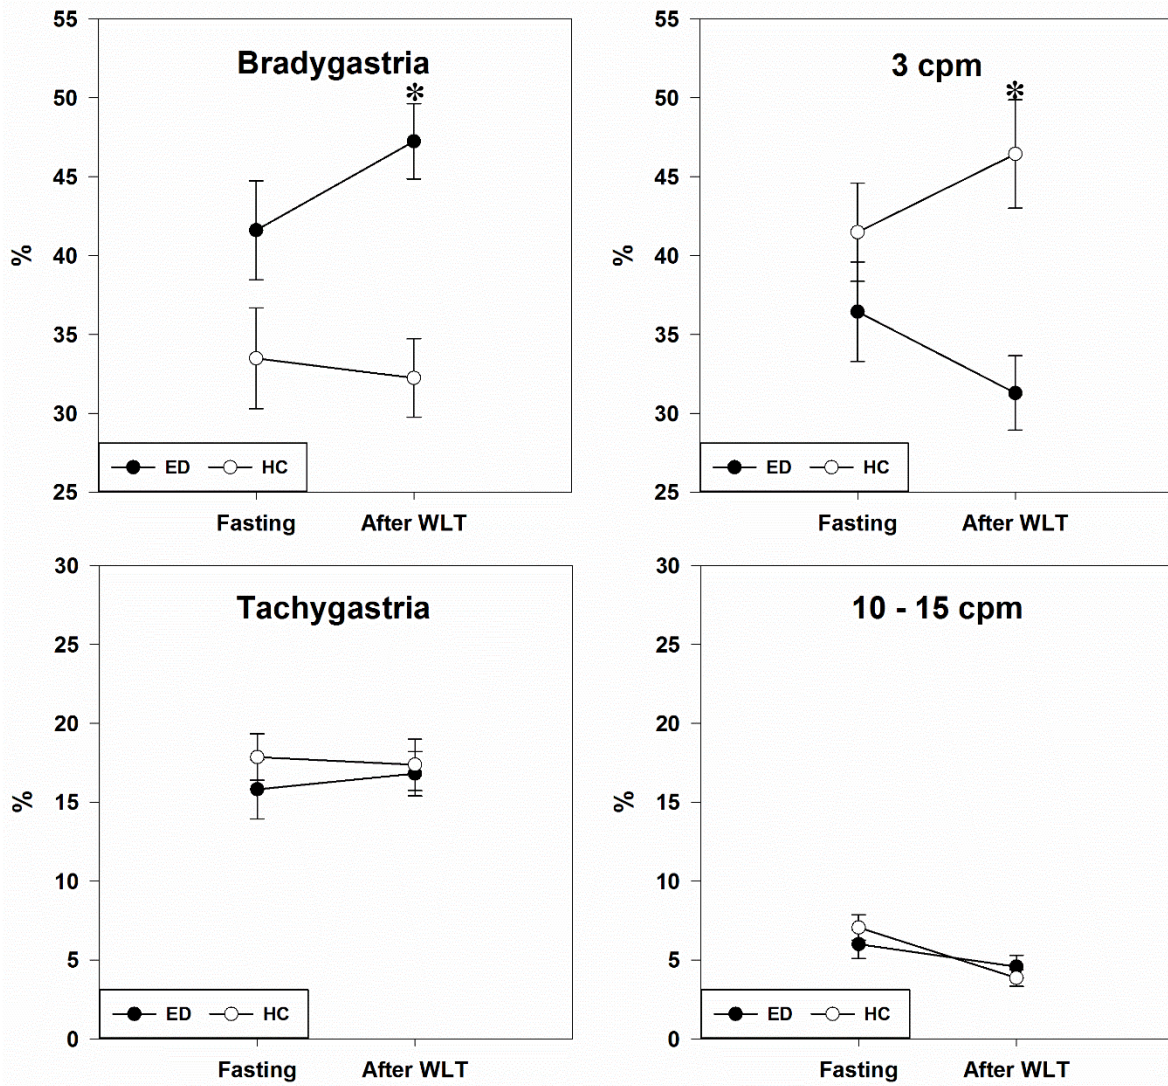 Bradygastria
*
55
50
45
40
35
30
25
%
ED HC
Fasting After WLT
3 cpm
*
55
50
45
40
35
30
25
%
ED HC
Fasting After WLT
Tachygastria
30
25
20
15
10
5
0
%
ED HC
Fasting After WLT
10 - 15 cpm
30
25
20
15
10
5
0
%
ED HC
Fasting After WLT